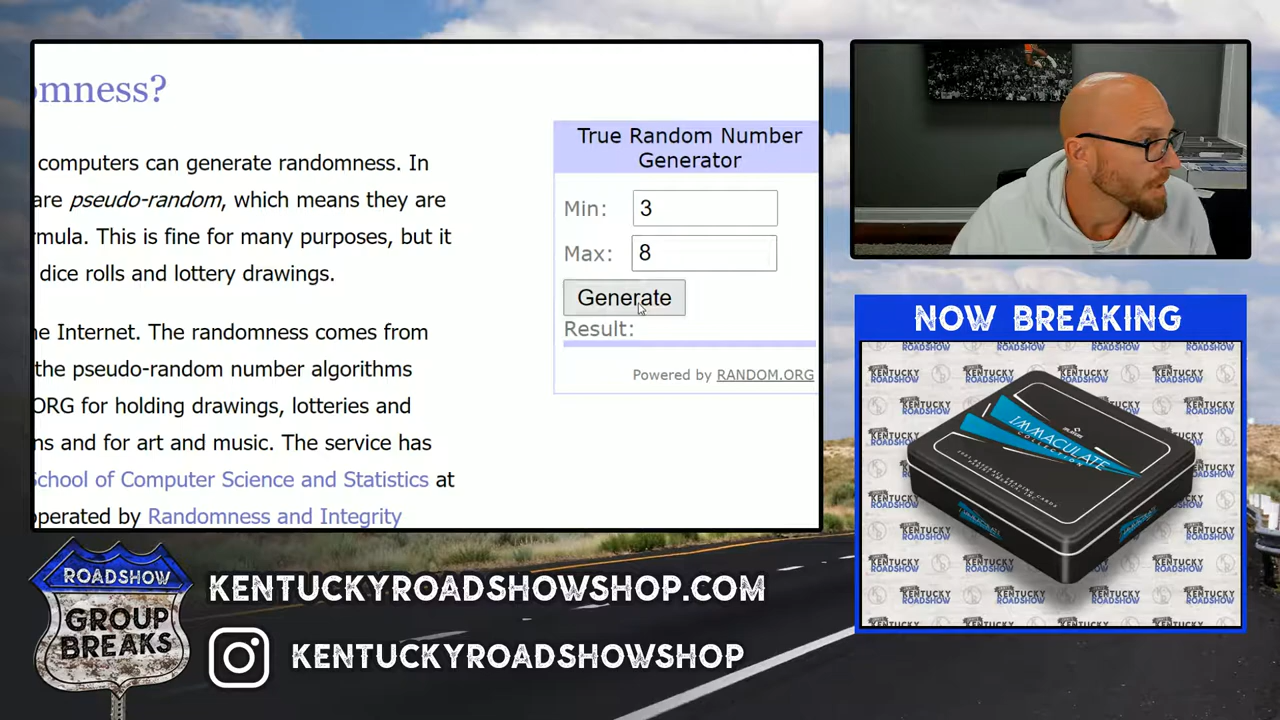 omness?
computers can generate randomness. In
are pseudo-random, which means they are
rmula. This is fine for many purposes, but it
dice rolls and lottery drawings.
ne Internet. The randomness comes from
the pseudo-random number algorithms
ORG for holding drawings, lotteries and
ns and for art and music. The service has
School of Computer Science and Statistics at
operated by Randomness and Integrity
True Random Number
Generator
Min: 3
Max: 8
Generate
Result:
Powered by RANDOM.ORG
NOW BREAKING
KENTUCKY
ROADSHOW
IMMACULATE
COLLECTION
ROADSHOW
GROUP
BREAKS
KENTUCKYROADSHOWSHOP.COM
KENTUCKYROADSHOWSHOP